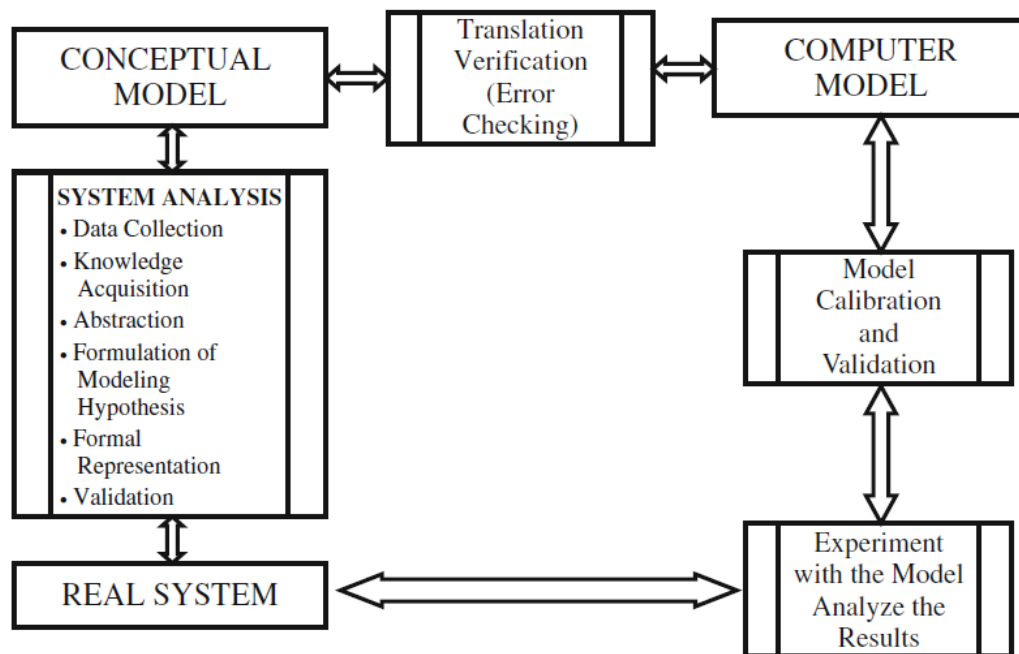 CONCEPTUAL
MODEL
Translation
Verification
(Error
Checking)
COMPUTER
MODEL
SYSTEM ANALYSIS
• Data Collection
• Knowledge
Acquisition
• Abstraction
• Formulation of
Modeling
Hypothesis
• Formal
Representation
• Validation
Model
Calibration
and
Validation
REAL SYSTEM
Experiment
with the Model
Analyze the
Results